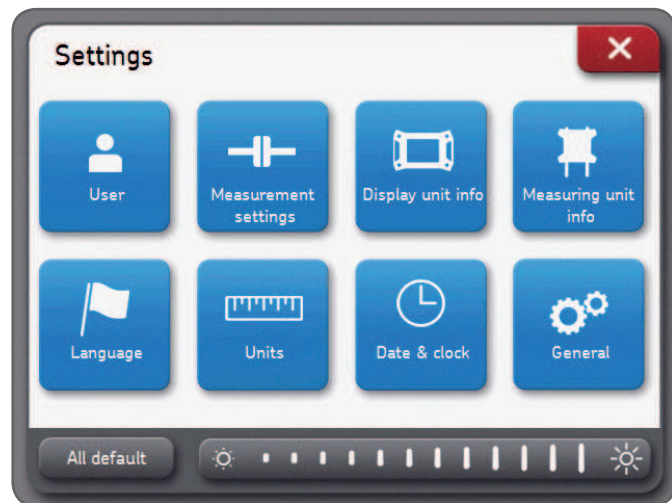 Settings
User
Measurement
settings
Display unit info
Measuring unit
info
Language
Units
Date & clock
General
All default